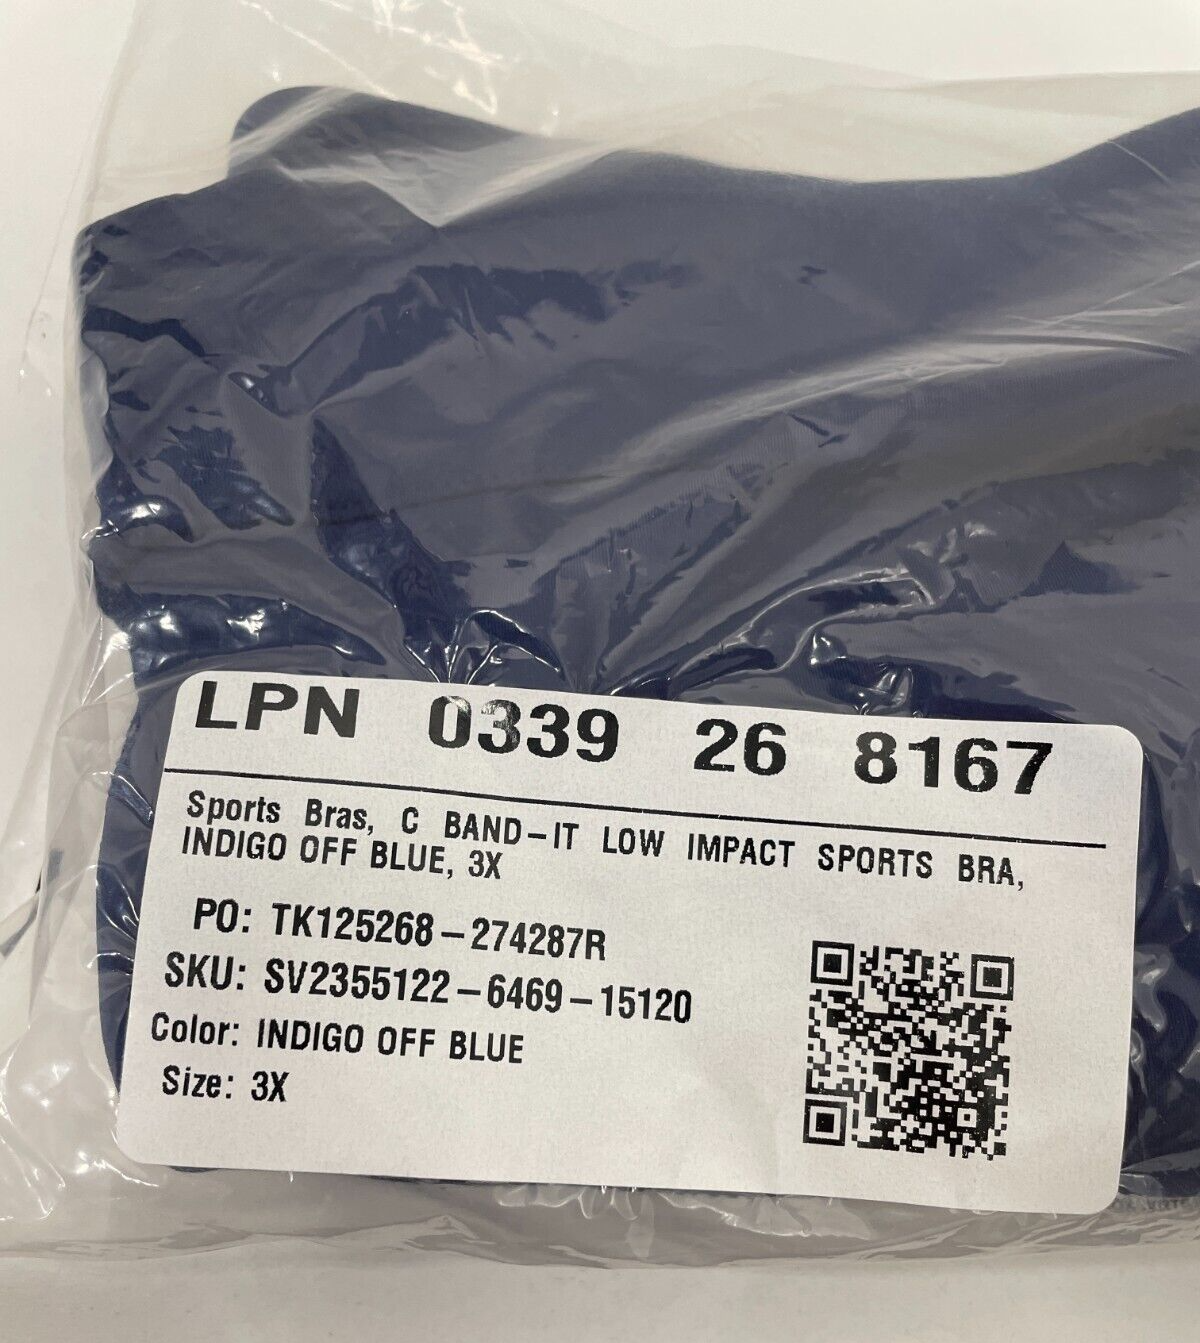 LPN 0339 26 8167
Sports Bras, C BAND-IT LOW IMPACT SPORTS BRA,
INDIGO OFF BLUE, 3X
PO: TK125268-274287R
SKU: SV2355122-6469-15120
Color: INDIGO OFF BLUE
Size: 3X